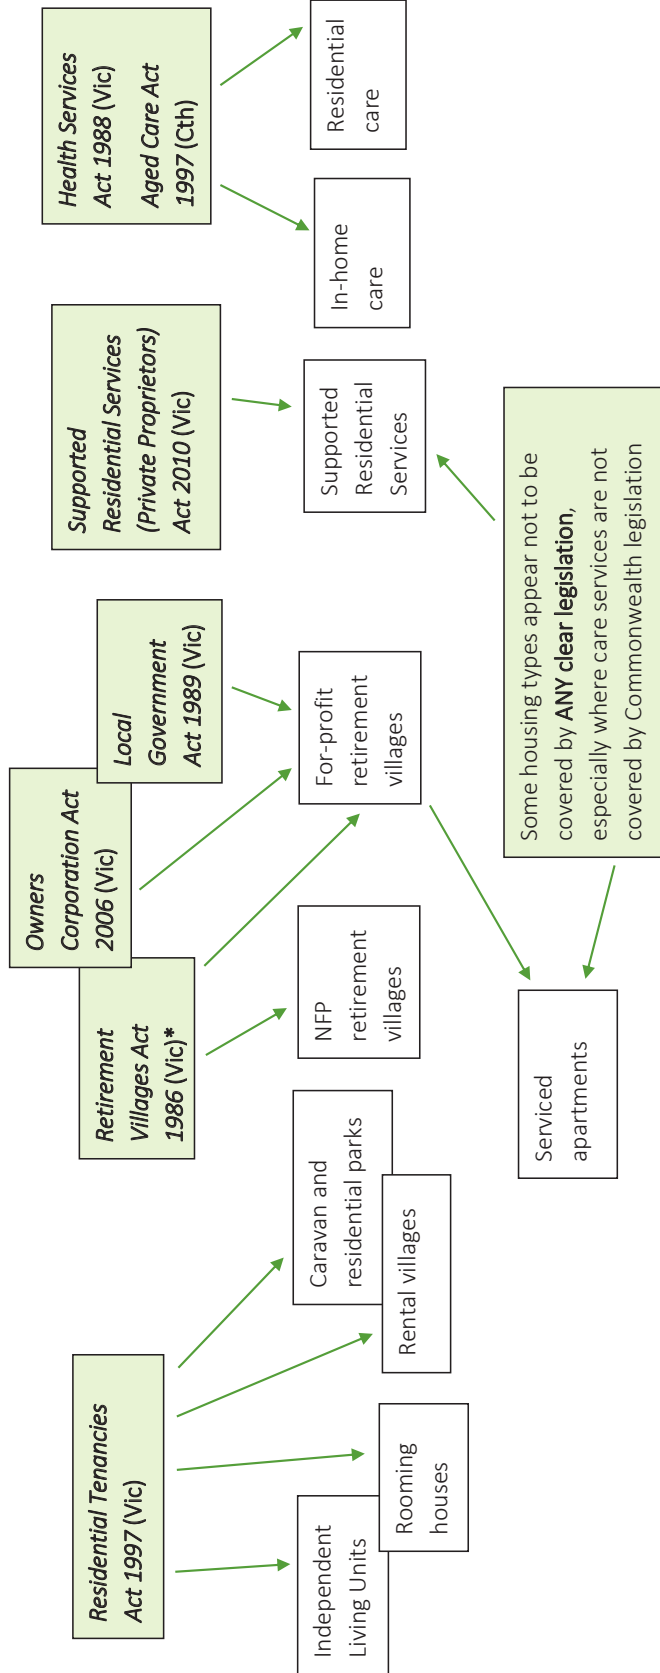 Residential Tenancies
Act 1997 (Vic)
Retirement
Villages Act
1986 (Vic)*
Owners
Corporation Act
2006 (Vic)
Local
Government
Act 1989 (Vic)
Supported
Residential Services
(Private Proprietors)
Act 2010 (Vic)
Health Services
Act 1988 (Vic)
Aged Care Act
1997 (Cth)
Independent
Living Units
Rooming
houses
Caravan and
residential parks
Rental villages
NFP
retirement
villages
For-profit
retirement
villages
Supported
Residential
Services
In-home
care
Residential
care
Serviced
apartments
Some housing types appear not to be
covered by ANY clear legislation,
especially where care services are not
covered by Commonwealth legislation